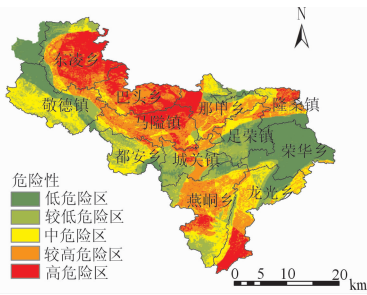 N
东凌乡
敬德镇
巴头乡
马隘镇
那甲乡
隆桑镇
足荣镇
荣华乡
都安乡
城关镇
燕峒乡
龙光乡
危险性
低危险区
较低危险区
中危险区
较高危险区
高危险区
0 5 10 20
km